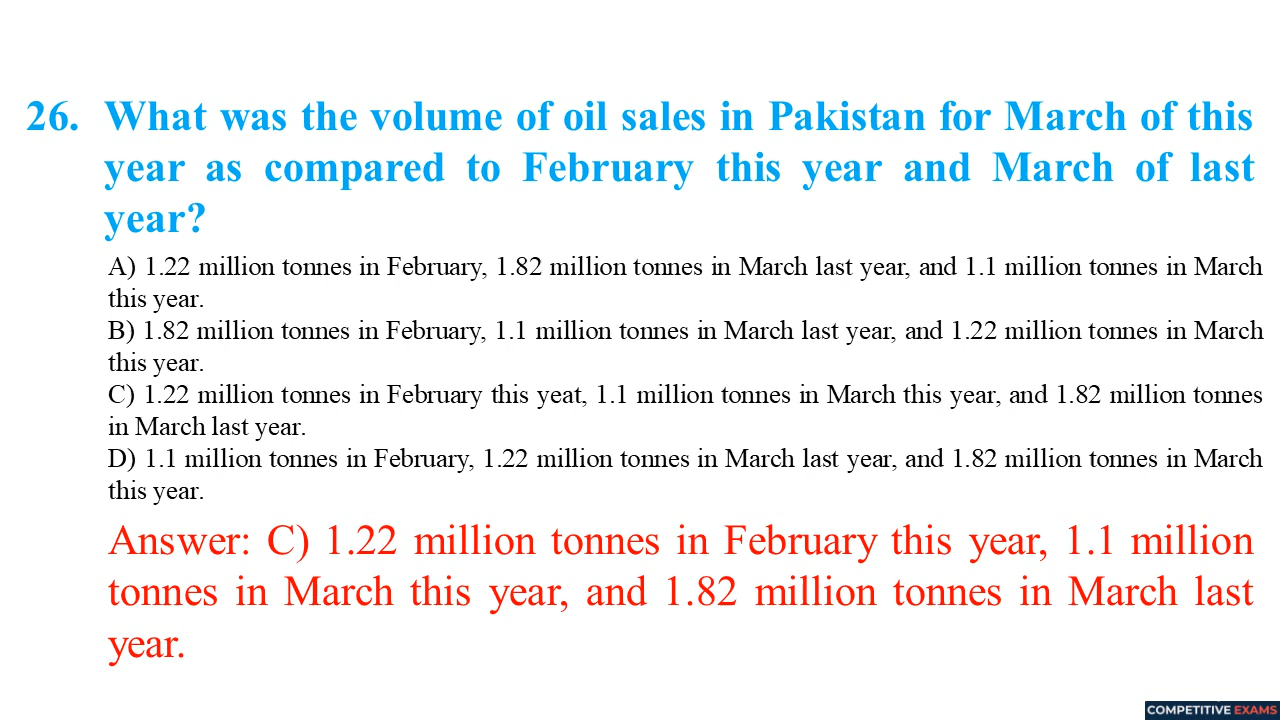 26. What was the volume of oil sales in Pakistan for March of this
year as compared to February this year and March of last
year?
A) 1.22 million tonnes in February, 1.82 million tonnes in March last year, and 1.1 million tonnes in March
this year.
B) 1.82 million tonnes in February, 1.1 million tonnes in March last year, and 1.22 million tonnes in March
this year.
C) 1.22 million tonnes in February this yeat, 1.1 million tonnes in March this year, and 1.82 million tonnes
in March last year.
D) 1.1 million tonnes in February, 1.22 million tonnes in March last year, and 1.82 million tonnes in March
this year.
Answer: C) 1.22 million tonnes in February this year, 1.1 million
tonnes in March this year, and 1.82 million tonnes in March last
year.
COMPETITIVE EXAMS